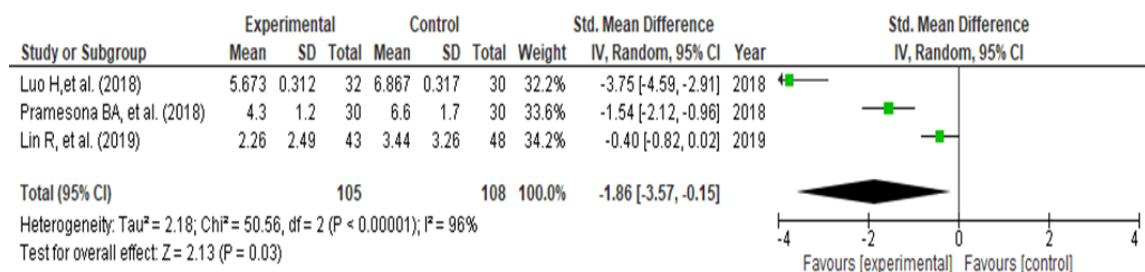 Experimental Control Std. Mean Difference Std. Mean Difference
Study or Subgroup Mean SD Total Mean SD Total Weight IV, Random, 95% CI Year IV, Random, 95% CI
Luo H,et al. (2018) 5.673 0.312 32 6.867 0.317 30 32.2% -3.75 [-4.59, -2.91] 2018
Pramesona BA, et al. (2018) 4.3 1.2 30 6.6 1.7 30 33.6% -1.54 [-2.12, -0.96] 2018
Lin R, et al. (2019) 2.26 2.49 43 3.44 3.26 48 34.2% -0.40 [-0.82, 0.02] 2019
Total (95% CI) 105 108 100.0% -1.86 [-3.57, -0.15]
Heterogeneity: Tau² = 2.18; Chi² = 50.56, df = 2 (P < 0.00001); I² = 96%
Test for overall effect: Z = 2.13 (P = 0.03)
-4 -2 0 2 4
Favours [experimental] Favours [control]